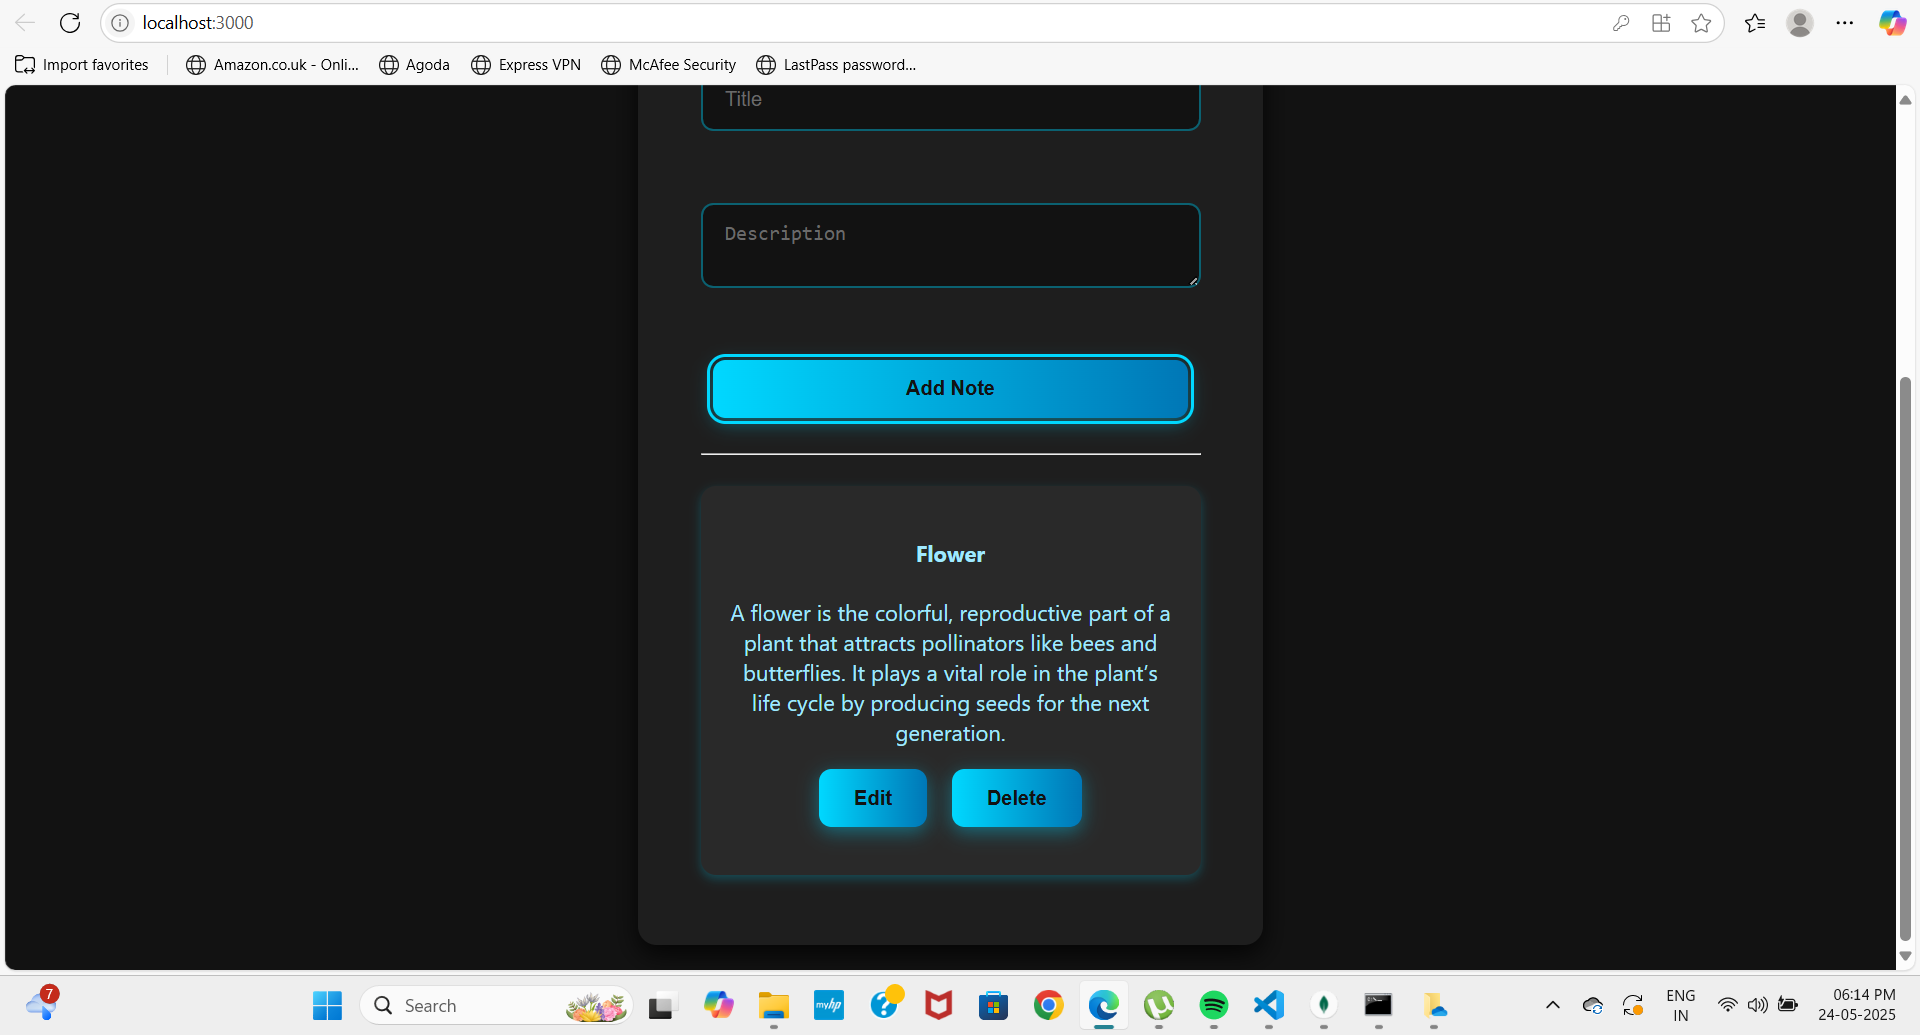 localhost:3000
Import favorites
Amazon.co.uk - Onli...
Agoda
Express VPN
McAfee Security
LastPass password...
Title
Description
Add Note
Flower
A flower is the colorful, reproductive part of a
plant that attracts pollinators like bees and
butterflies. It plays a vital role in the plant’s
life cycle by producing seeds for the next
generation.
Edit
Delete
7
Search
myhp
ENG
IN
06:14 PM
24-05-2025